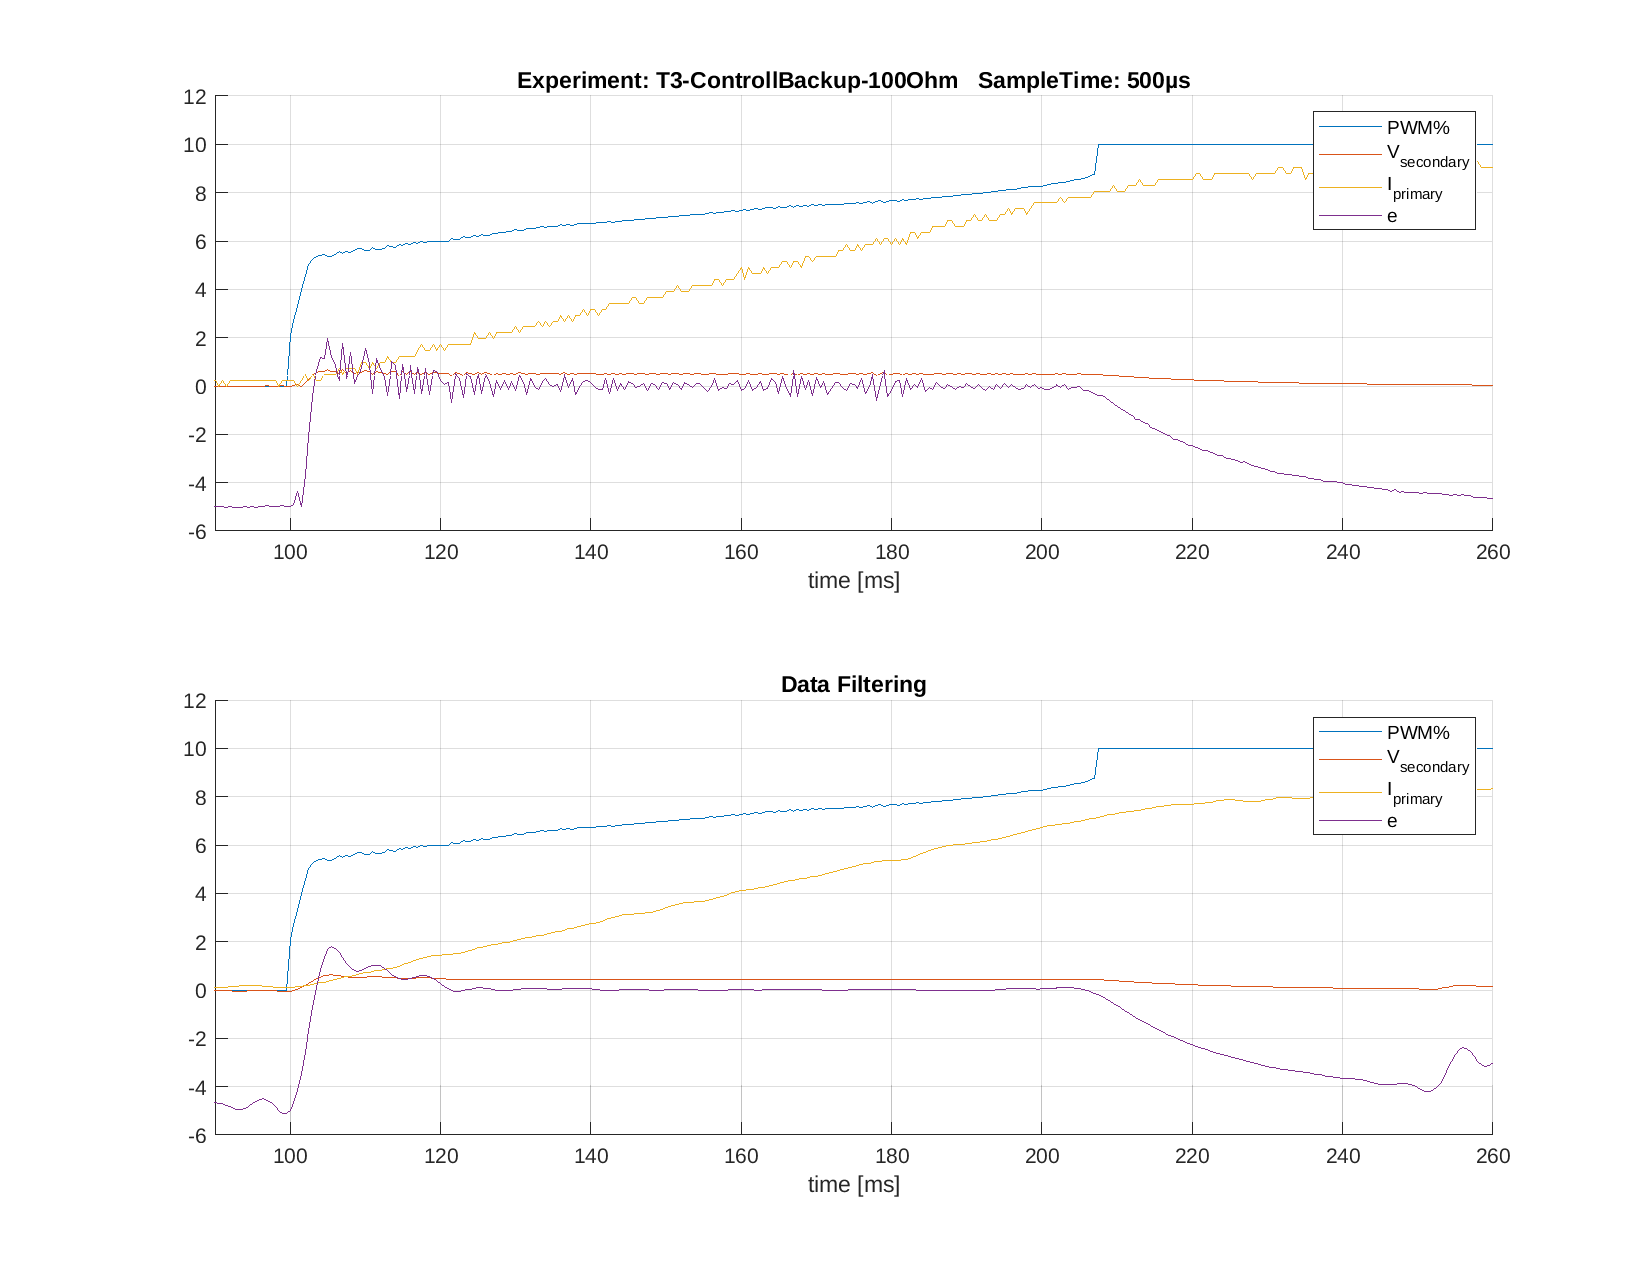 Experiment: T3-ControllBackup-100Ohm   SampleTime: 500µs
12
10
8
6
4
2
0
-2
-4
-6
100 120 140 160 180 200 220 240 260
time [ms]
PWM%
Vsecondary
Iprimary
e
Data Filtering
12
10
8
6
4
2
0
-2
-4
-6
100 120 140 160 180 200 220 240 260
time [ms]
PWM%
Vsecondary
Iprimary
e